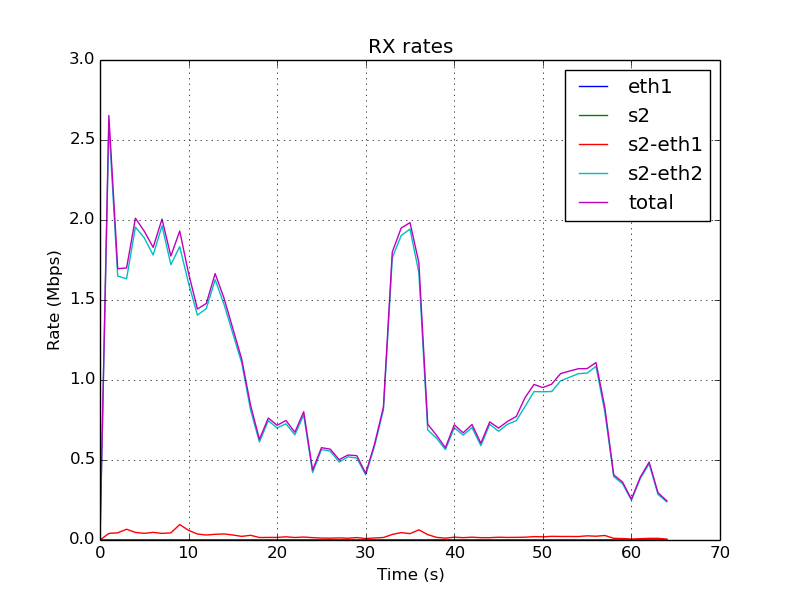 RX rates
3.0
2.5
2.0
1.5
1.0
0.5
0.0
Rate (Mbps)
eth1
s2
s2-eth1
s2-eth2
total
0 10 20 30 40 50 60 70
Time (s)